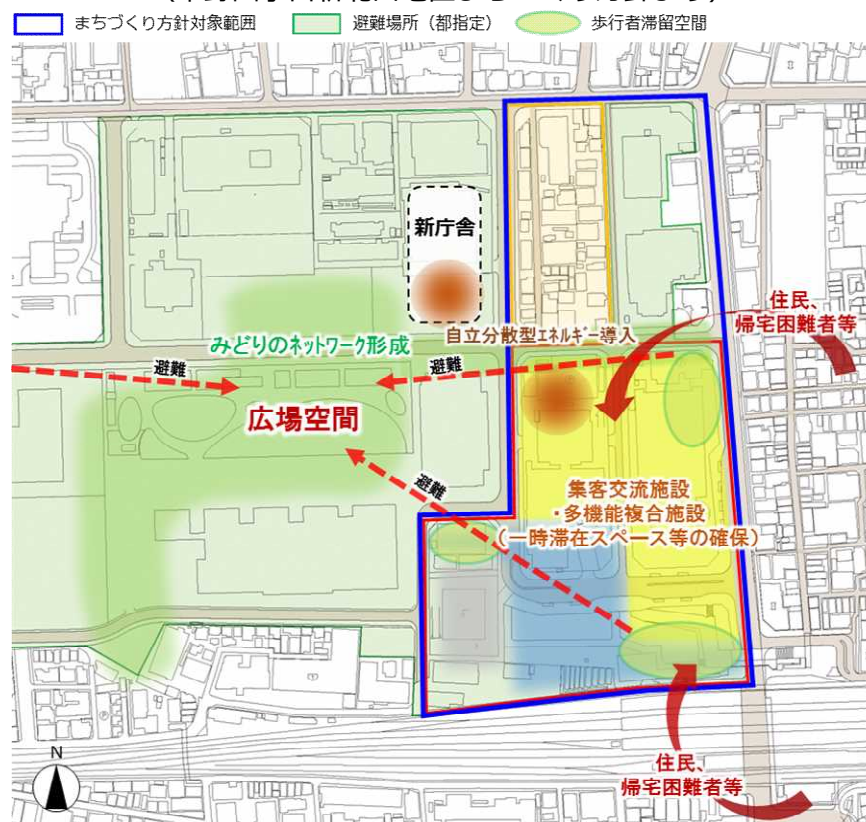 まちづくり方針対象範囲
避難場所（都指定）
歩行者滞留空間
新庁舎
住民、
帰宅困難者等
自立分散型エネルギー導入
みどりのネットワーク形成
避難
避難
広場空間
避難
集客交流施設
・多機能複合施設
（一時滞在スペース等の確保）
N
住民、
帰宅困難者等